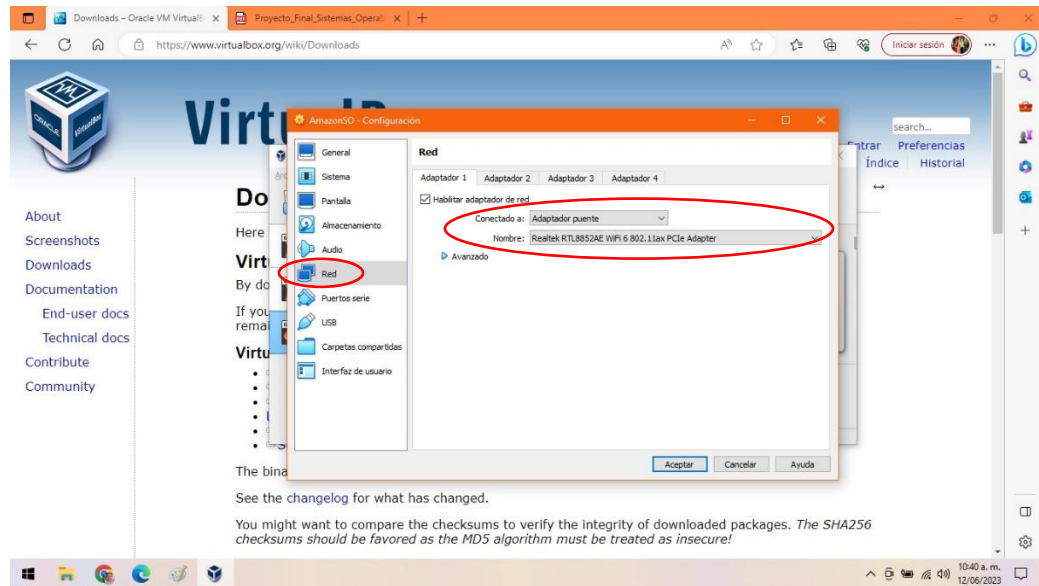 Downloads – Oracle VM VirtualB
Proyecto_Final_Sistemas_Operati
https://www.virtualbox.org/wiki/Downloads
Iniciar sesión
ORACLE
VirtualBox
search...
Entrar Preferencias
Índice Historial
About
Screenshots
Downloads
Documentation
End-user docs
Technical docs
Contribute
Community
Here
By do
If you
remai
The bina
See the changelog for what has changed.
You might want to compare the checksums to verify the integrity of downloaded packages. The SHA256
checksums should be favored as the MD5 algorithm must be treated as insecure!
AmazonSO - Configuración
General
Sistema
Pantalla
Almacenamiento
Audio
Red
Puertos serie
USB
Carpetas compartidas
Interfaz de usuario
Red
Adaptador 1 Adaptador 2 Adaptador 3 Adaptador 4
Habilitar adaptador de red
Conectado a: Adaptador puente
Nombre: Realtek RTL8852AE WiFi 6 802.11ax PCIe Adapter
Avanzado
Aceptar Cancelar Ayuda
10:40 a. m.
12/06/2023